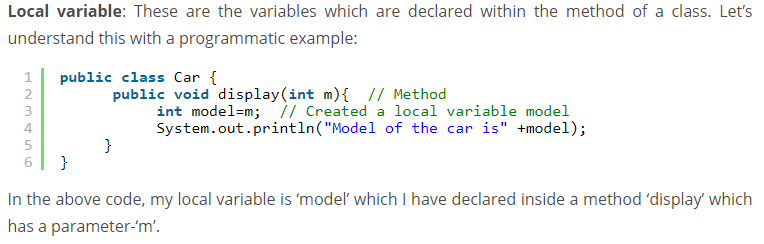 Local variable: These are the variables which are declared within the method of a class. Let's
understand this with a programmatic example:
1 public class Car {
2 public void display(int m){ // Method
3 int model=m; // Created a local variable model
4 System.out.println("Model of the car is" +model);
5 }
6 }
In the above code, my local variable is 'model' which I have declared inside a method 'display' which
has a parameter-'m'.